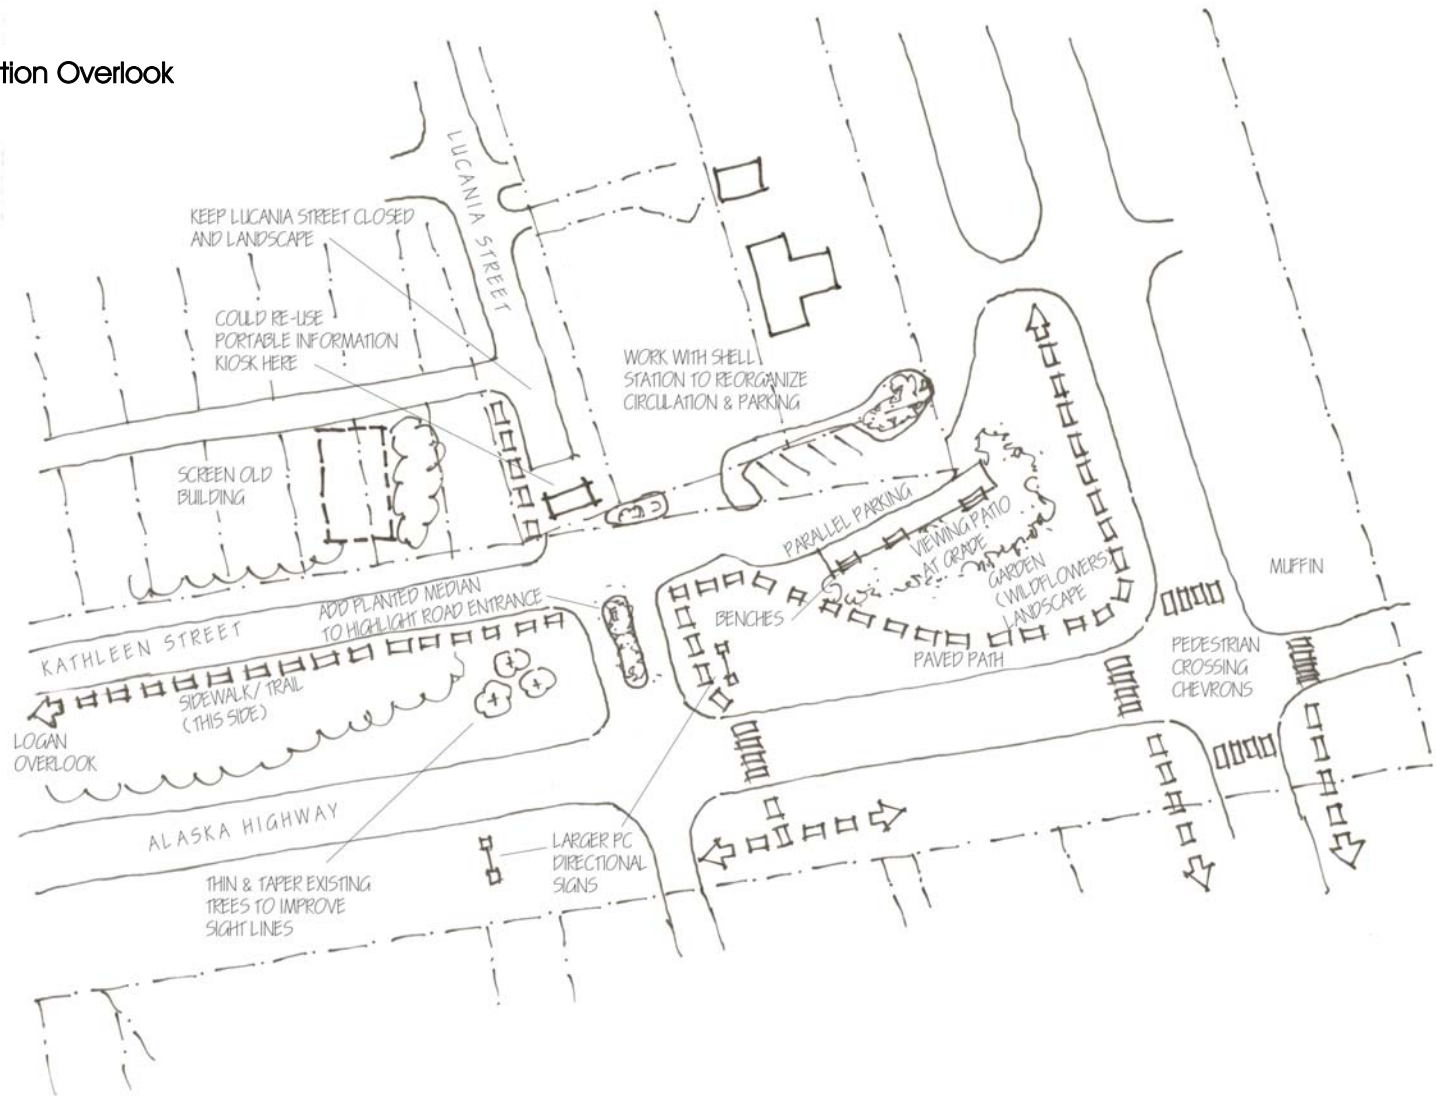 tion Overlook
LUCANIA STREET
KEEP LUCANIA STREET CLOSED
AND LANDSCAPE
COULD RE-USE
PORTABLE INFORMATION
KIOSK HERE
WORK WITH SHELL
STATION TO REORGANIZE
CIRCULATION & PARKING
SCREEN OLD
BUILDING
PARALLEL PARKING
VIEWING PATIO
AT GRADE
GARDEN
(WILDFLOWERS)
LANDSCAPE
MUFFIN
ADD PLANTED MEDIAN
TO HIGHLIGHT ROAD ENTRANCE
BENCHES
KATHLEEN STREET
PAVED PATH
PEDESTRIAN
CROSSING
CHEVRONS
SIDEWALK/TRAIL
(THIS SIDE)
LOGAN
OVERLOOK
ALASKA HIGHWAY
LARGER PC
DIRECTIONAL
SIGNS
THIN & TAPER EXISTING
TREES TO IMPROVE
SIGHT LINES